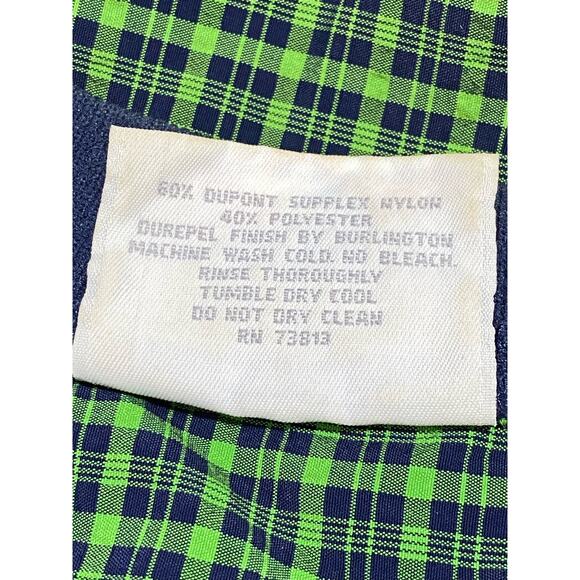 60% DUPONT SUPPLEX NYLON
40% POLYESTER
DUREPEL FINISH BY BURLINGTON
MACHINE WASH COLD. NO BLEACH.
RINSE THOROUGHLY
TUMBLE DRY COOL
DO NOT DRY CLEAN
RN 73813